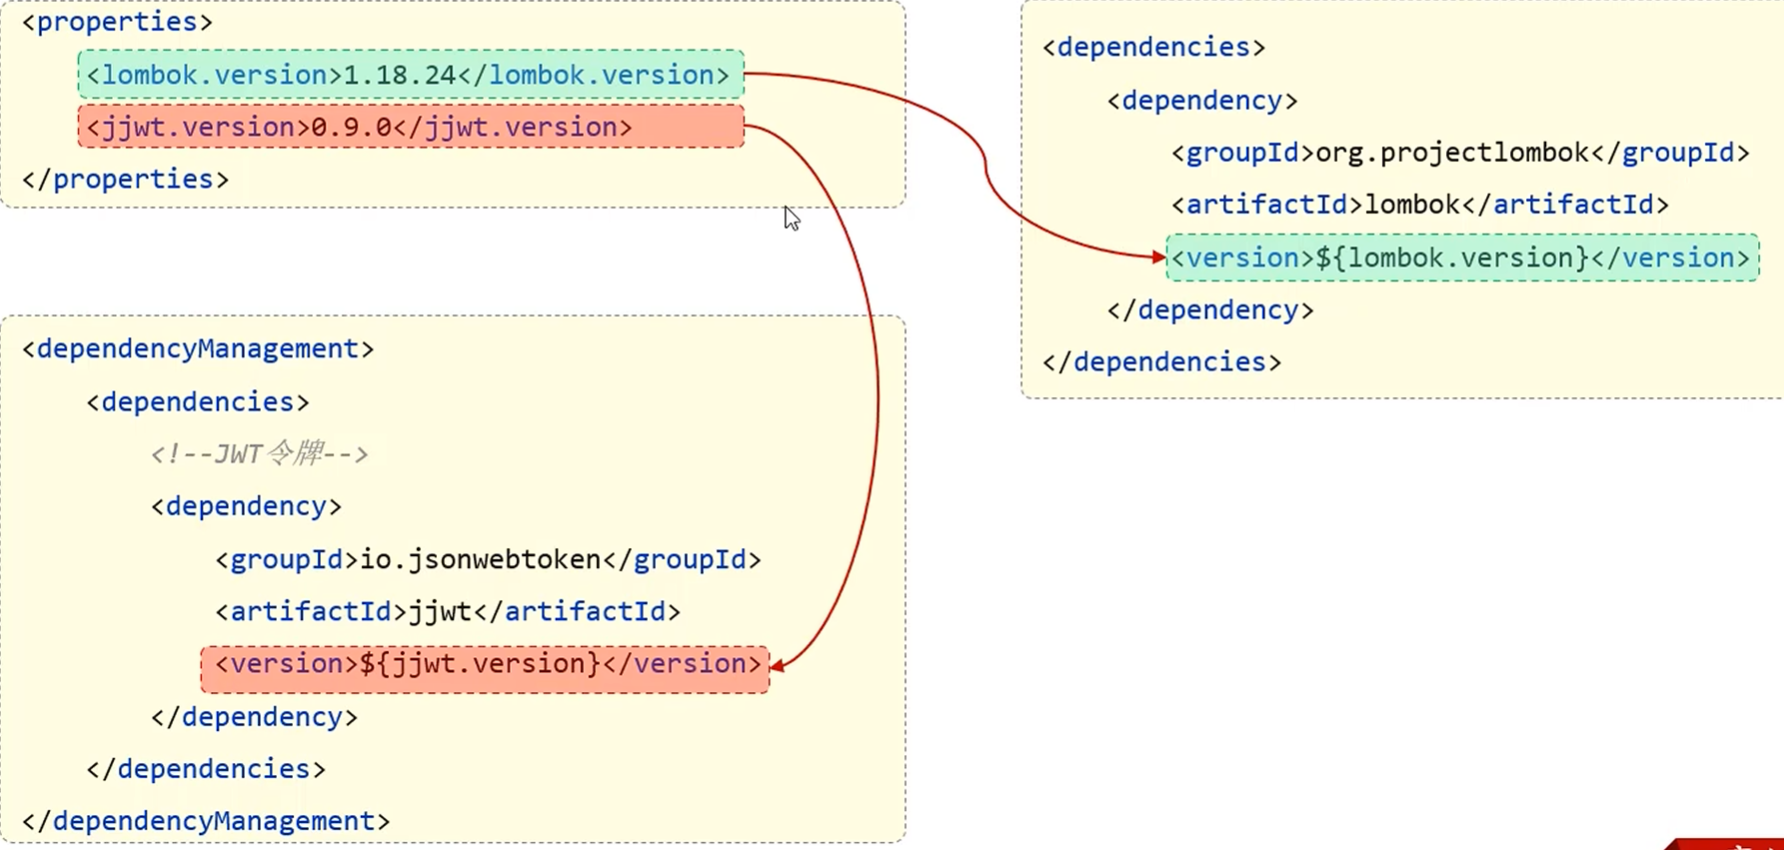 <properties>
<lombok.version>1.18.24</lombok.version>
<jjwt.version>0.9.0</jjwt.version>
</properties>
<dependencyManagement>
<dependencies>
<!--JWT令牌-->
<dependency>
<groupId>io.jsonwebtoken</groupId>
<artifactId>jjwt</artifactId>
<version>${jjwt.version}</version>
</dependency>
</dependencies>
</dependencyManagement>
<dependencies>
<dependency>
<groupId>org.projectlombok</groupId>
<artifactId>lombok</artifactId>
<version>${lombok.version}</version>
</dependency>
</dependencies>